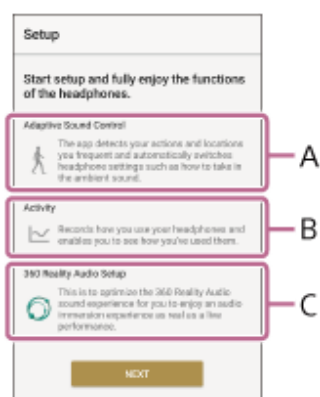 Setup
Start setup and fully enjoy the functions
of the headphones.
Adaptive Sound Control
The app detects your actions and locations
you frequent and automatically switches
headphone settings such as how to take in
the ambient sound.
A
Activity
Records how you use your headphones and
enables you to see how you've used them.
B
360 Reality Audio Setup
This is to optimize the 360 Reality Audio
sound experience for you to enjoy an audio
immersion experience as real as a live
performance.
C
NEXT